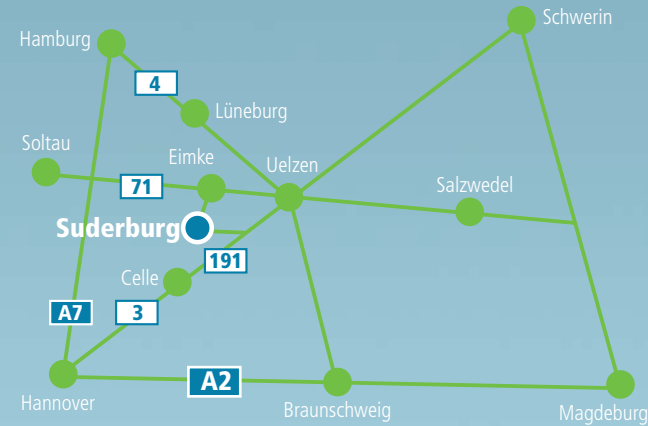 Schwerin
Hamburg
4
Lüneburg
Soltau
Eimke
Uelzen
71
Salzwedel
Suderburg
191
Celle
A7
3
A2
Hannover
Braunschweig
Magdeburg